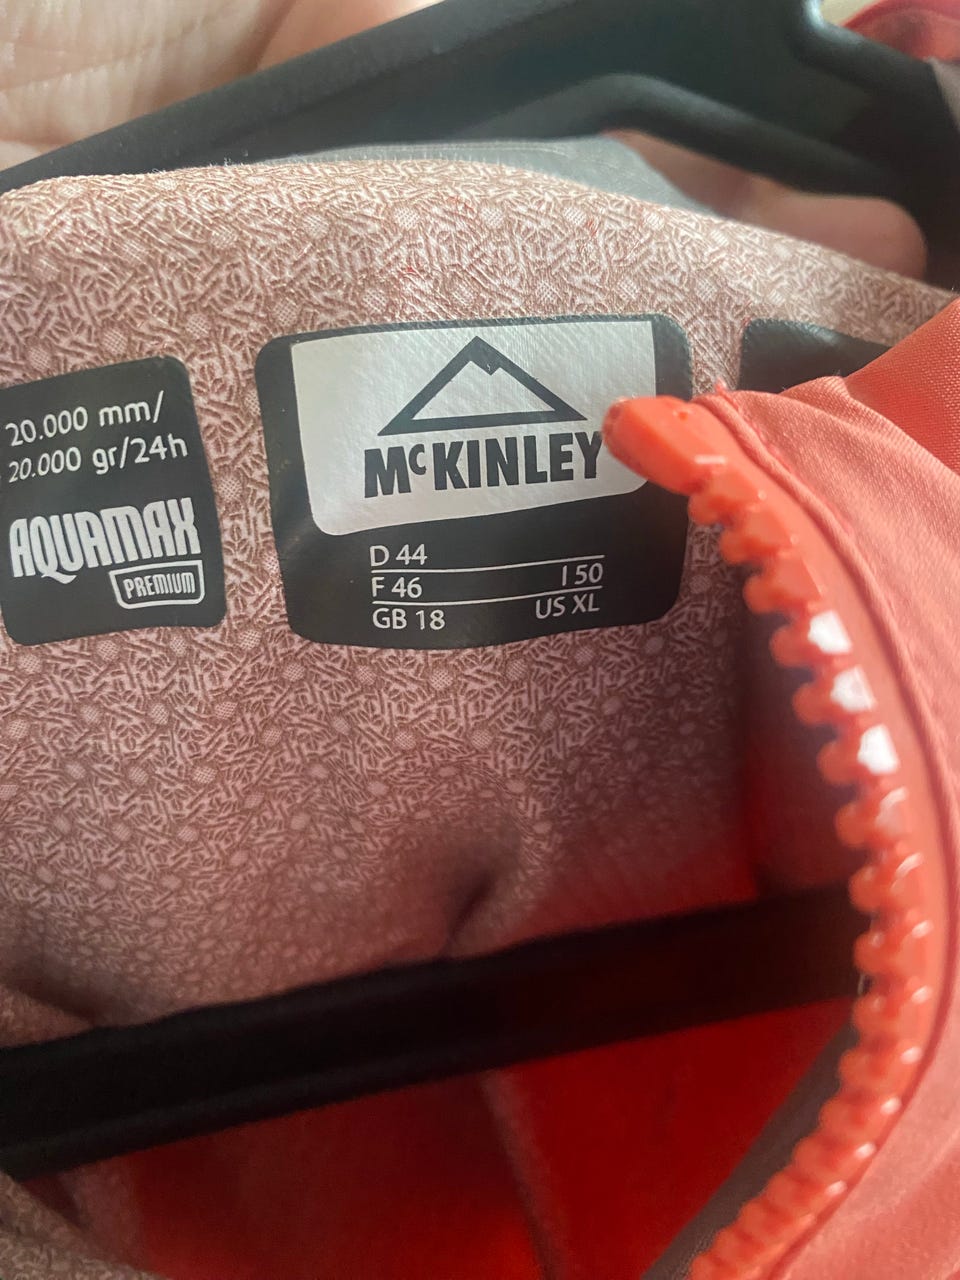 20.000 mm/
20.000 gr/24h
AQUAMAX
PREMIUM
McKINLEY
D 44
F 46 I 50
GB 18 US XL